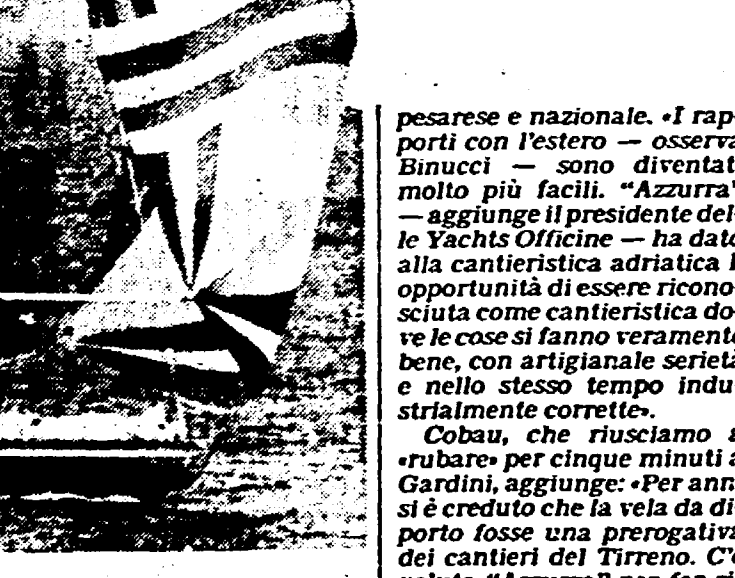 pesarese e nazionale. «I rap-
porti con l'estero — osserva
Binucci — sono diventat
molto più facili. "Azzurra"
— aggiunge il presidente del-
le Yachts Officine — ha dato
alla cantieristica adriatica l
opportunità di essere ricono-
sciuta come cantieristica do-
ve le cose si fanno veramente
bene, con artigianale serietà
e nello stesso tempo indu-
strialmente corrette».
Cobau, che riusciamo a
«rubare» per cinque minuti a
Gardini, aggiunge: «Per ann
si è creduto che la vela da di-
porto fosse una prerogativa
dei cantieri del Tirreno. C'è